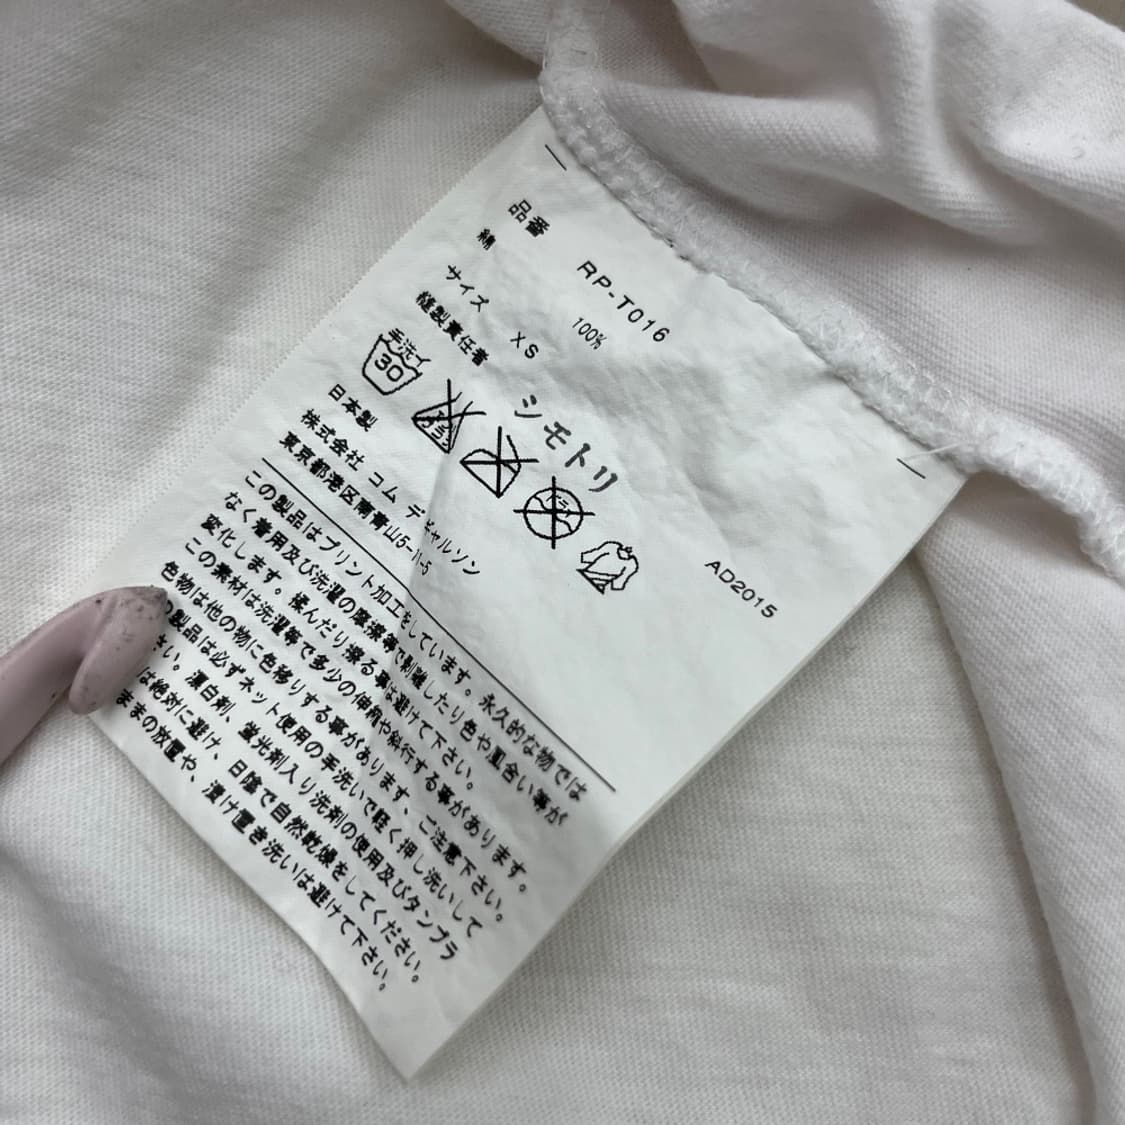 品番 RP-T016
綿 100%
サイズ XS
縫製責任者 シモトリ
手洗イ
30
エンソ
ドライ
日本製
AD2015
株式会社 コム デ ギャルソン
東京都港区南青山5-11-5
この製品はプリント加工をしています。永久的な物では
なく着用及び洗濯の摩擦等で剥離したり色や風合い等が
変化します。揉んだり擦る事は避けて下さい。
この素材は洗濯等で多少の伸縮や斜行する事があります。
色物は他の物に色移りする事があります、ご注意下さい。
の製品は必ずネット使用の手洗いで軽く押し洗いして
さい。漂白剤、蛍光剤入り洗剤の使用及びタンブラ
は絶対に避け、日陰で自然乾燥をしてください。
ままの放置や、漬け置き洗いは避けて下さい。